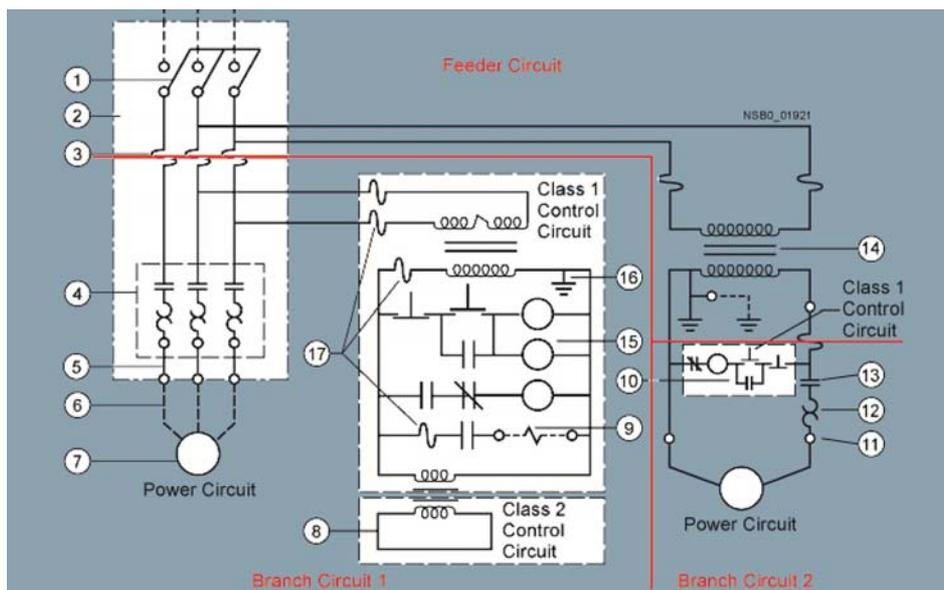 Feeder Circuit
1
2
NSB0_01921
3
Class 1
Control
Circuit
14
4
16
Class 1
Control
Circuit
17
15
5
10
13
6
12
9
11
7
Power Circuit
Power Circuit
8
Class 2
Control
Circuit
Branch Circuit 1
Branch Circuit 2